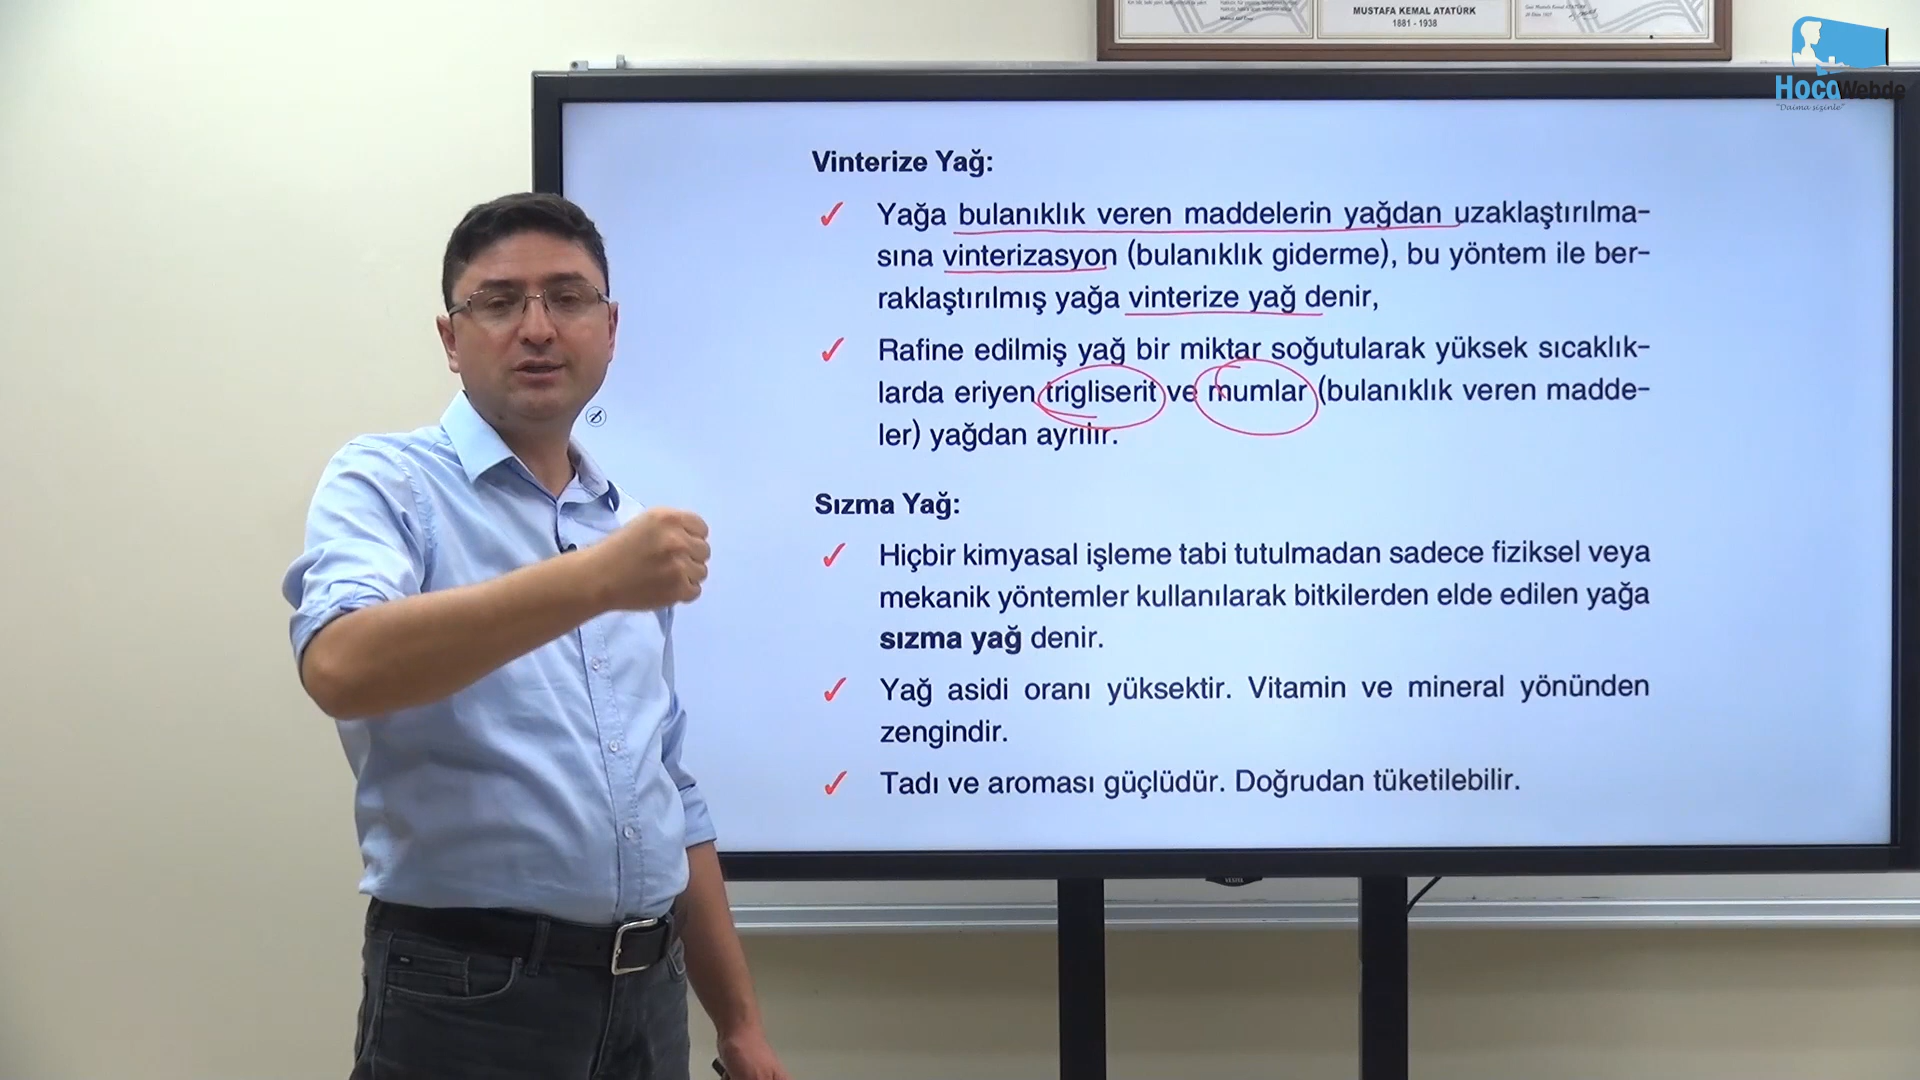 MUSTAFA KEMAL ATATÜRK
1881 - 1938
HocaWebde
"Daima sizinle"
Vinterize Yağ:
✓ Yağa bulanıklık veren maddelerin yağdan uzaklaştırılma-
sına vinterizasyon (bulanıklık giderme), bu yöntem ile ber-
raklaştırılmış yağa vinterize yağ denir,
✓ Rafine edilmiş yağ bir miktar soğutularak yüksek sıcaklık-
larda eriyen trigliserit ve mumlar (bulanıklık veren madde-
ler) yağdan ayrılır.
Sızma Yağ:
✓ Hiçbir kimyasal işleme tabi tutulmadan sadece fiziksel veya
mekanik yöntemler kullanılarak bitkilerden elde edilen yağa
sızma yağ denir.
✓ Yağ asidi oranı yüksektir. Vitamin ve mineral yönünden
zengindir.
✓ Tadı ve aroması güçlüdür. Doğrudan tüketilebilir.